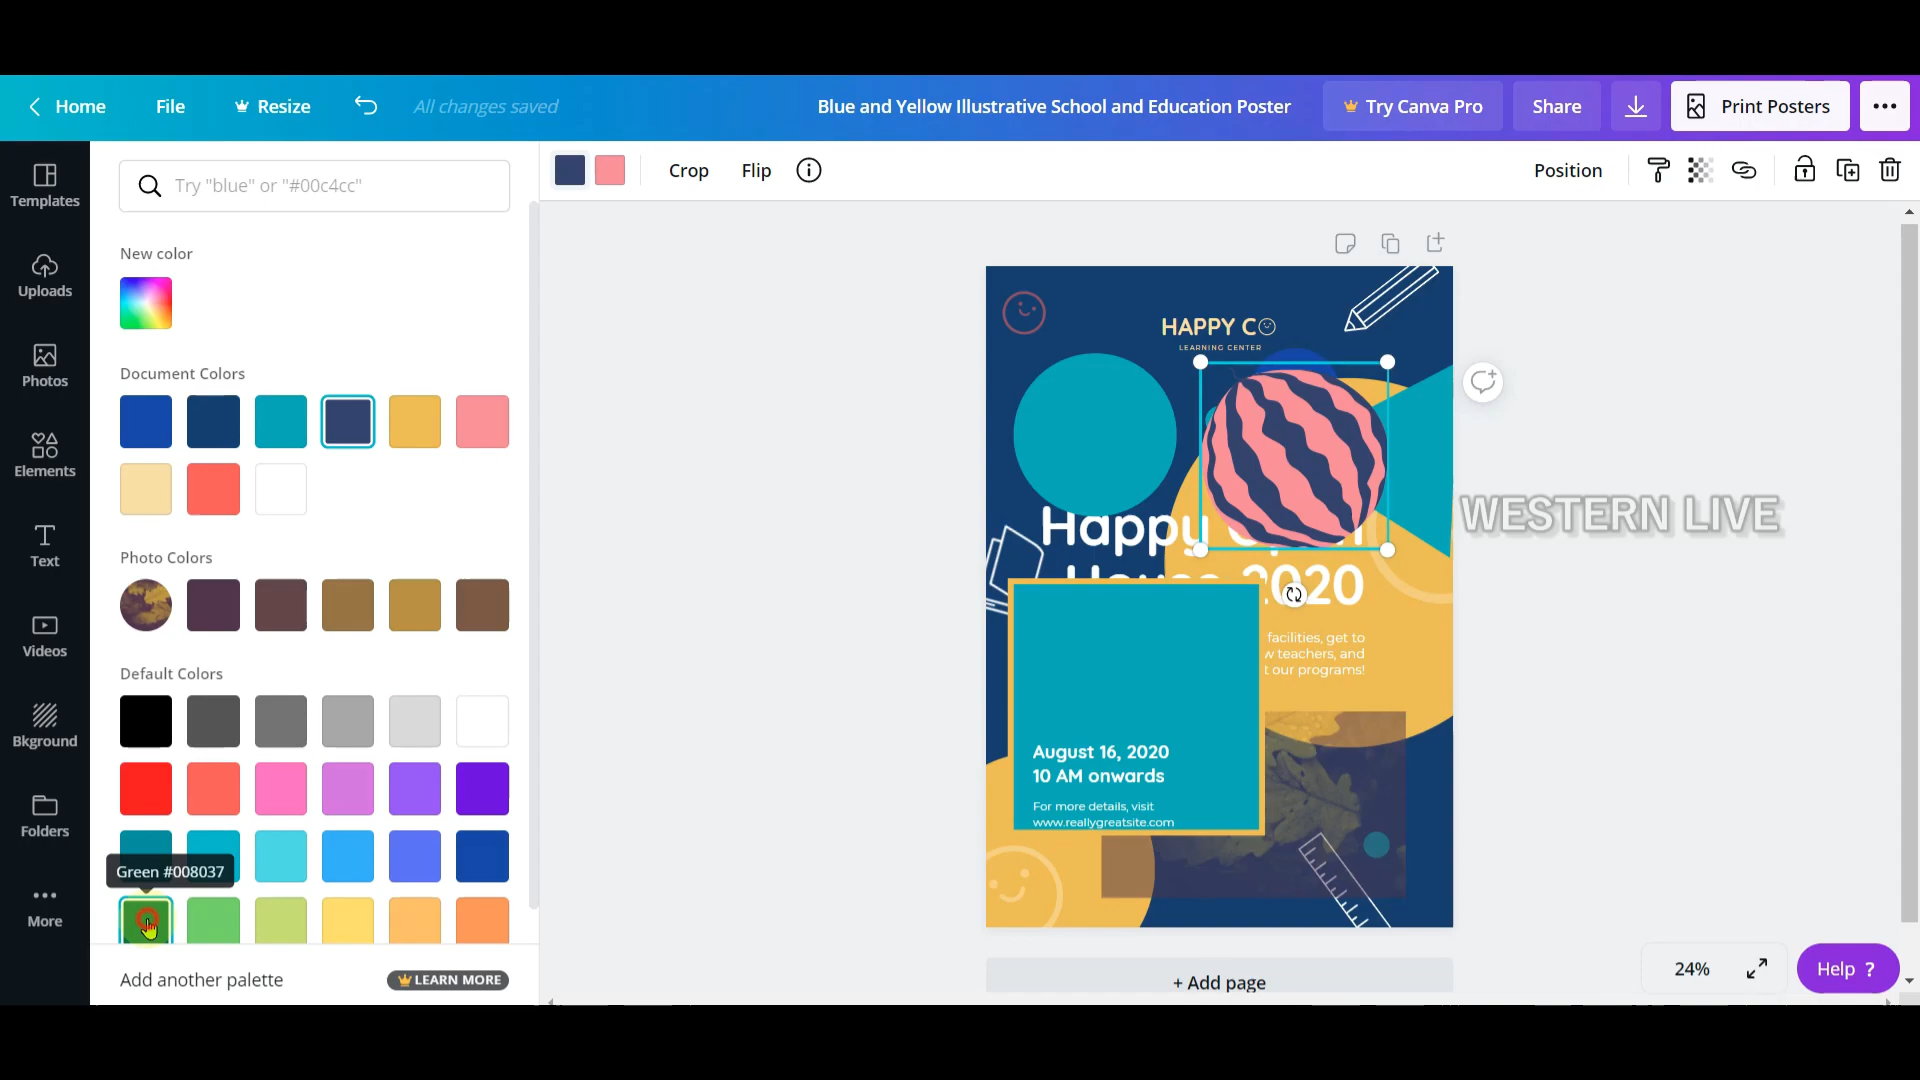 Home
File
Resize
All changes saved
Blue and Yellow Illustrative School and Education Poster
Try Canva Pro
Share
Print Posters
Templates
Uploads
Photos
Elements
Text
Videos
Bkground
Folders
More
Try "blue" or "#00c4cc"
New color
Document Colors
Photo Colors
Default Colors
Green #008037
Add another palette
LEARN MORE
Crop
Flip
Position
HAPPY CO
LEARNING CENTER
Happy
2020
facilities, get to
teachers, and
our programs!
August 16, 2020
10 AM onwards
For more details, visit
www.reallygreatsite.com
WESTERN LIVE
+ Add page
24%
Help ?